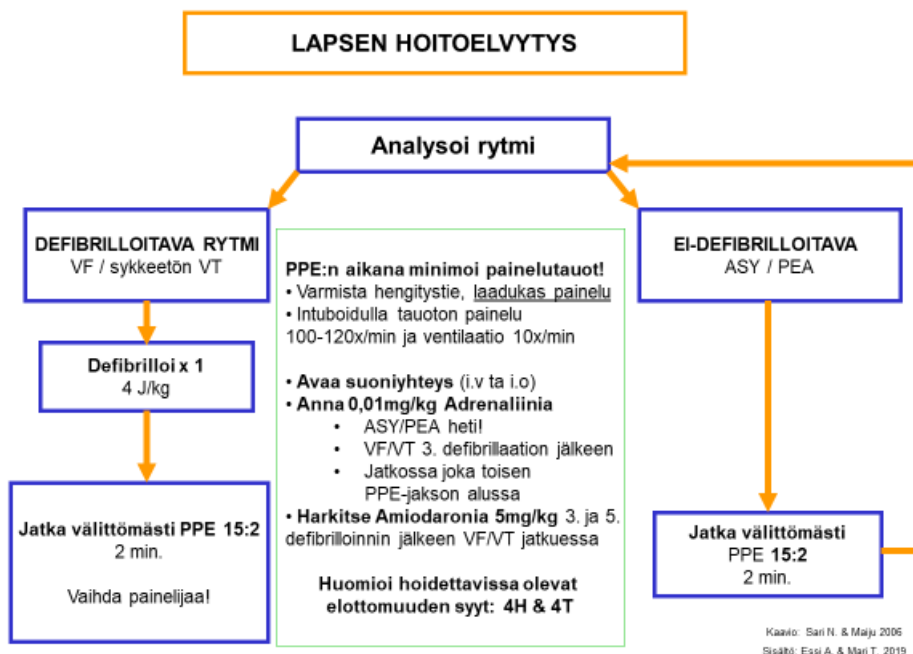 LAPSEN HOITOELVYTYS
Analysoi rytmi
DEFIBRILLOITAVA RYTMI
VF / sykkeetön VT
Defibrilloi x 1
4 J/kg
Jatka välittömästi PPE 15:2
2 min.
Vaihda painelijaa!
PPE:n aikana minimoi painelutauot!
• Varmista hengitystie, laadukas painelu
• Intuboidulla tauoton painelu
100-120x/min ja ventilaatio 10x/min
• Avaa suoniyhteys (i.v ta i.o)
• Anna 0,01mg/kg Adrenaliinia
• ASY/PEA heti!
• VF/VT 3. defibrillaation jälkeen
• Jatkossa joka toisen
PPE-jakson alussa
• Harkitse Amiodaronia 5mg/kg 3. ja 5.
defibrilloinnin jälkeen VF/VT jatkuessa
Huomioi hoidettavissa olevat
elottomuuden syyt: 4H & 4T
EI-DEFIBRILLOITAVA
ASY / PEA
Jatka välittömästi
PPE 15:2
2 min.
Kaavio: Sari N. & Maiju 2006
Sisältö: Essi A. & Mari T. 2019